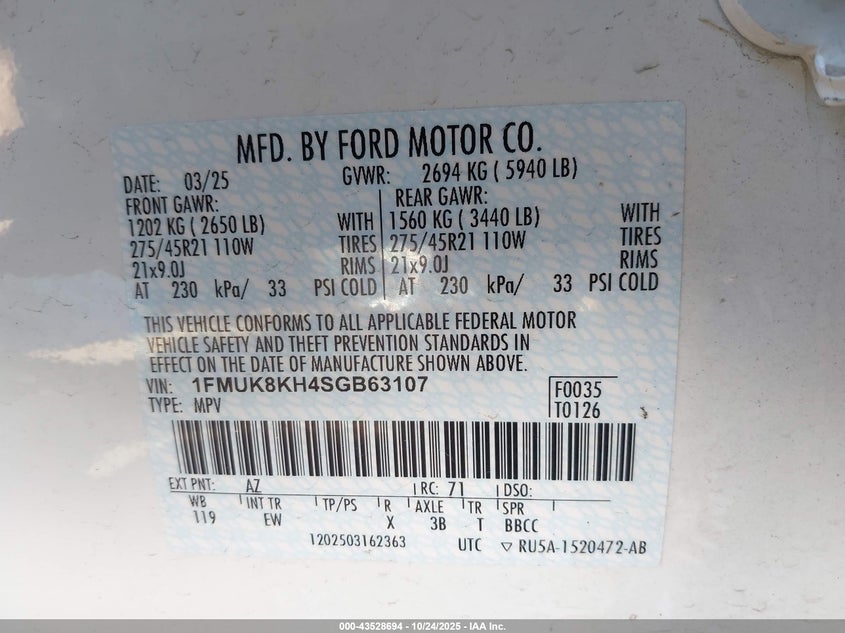 MFD. BY FORD MOTOR CO.
DATE: 03/25 GVWR: 2694 KG ( 5940 LB)
FRONT GAWR: REAR GAWR:
1202 KG ( 2650 LB) WITH 1560 KG ( 3440 LB) WITH
275/45R21 110W TIRES 275/45R21 110W TIRES
21x9.0J RIMS 21x9.0J RIMS
AT 230 kPa/ 33 PSI COLD AT 230 kPa/ 33 PSI COLD
THIS VEHICLE CONFORMS TO ALL APPLICABLE FEDERAL MOTOR
VEHICLE SAFETY AND THEFT PREVENTION STANDARDS IN
EFFECT ON THE DATE OF MANUFACTURE SHOWN ABOVE.
VIN: 1FMUK8KH4SGB63107 F0035
TYPE: MPV T0126
EXT PNT: AZ RC: 71 DSO:
WB INT TR TP/PS R AXLE TR SPR
119 EW X 3B T BBCC
1202503162363 UTC ▽ RU5A-1520472-AB
000-43528694 - 10/24/2025 - IAA Inc.